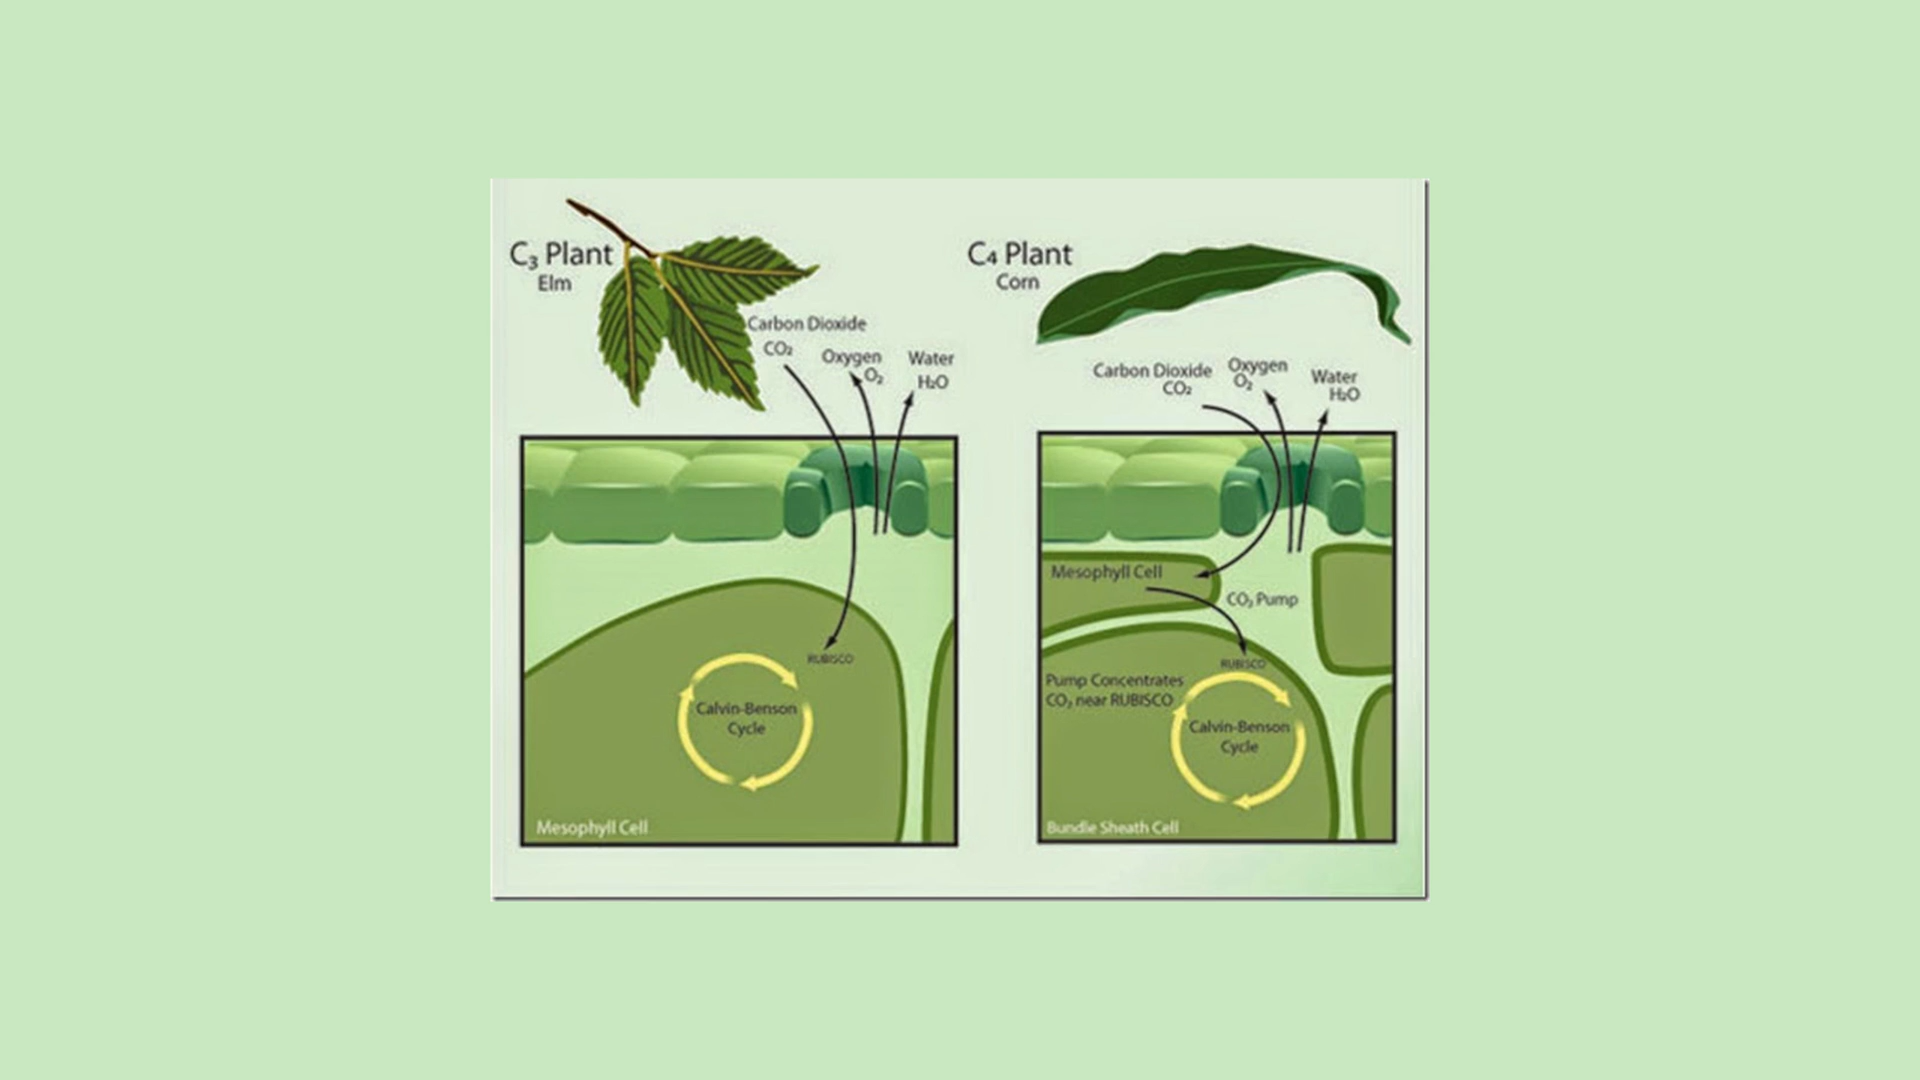 C₃ Plant
Elm
Carbon Dioxide
CO₂
Oxygen
O₂
Water
H₂O
RUBISCO
Calvin-Benson
Cycle
Mesophyll Cell
C₄ Plant
Corn
Carbon Dioxide
CO₂
Oxygen
O₂
Water
H₂O
Mesophyll Cell
CO₂ Pump
RUBISCO
Pump Concentrates
CO₂ near RUBISCO
Calvin-Benson
Cycle
Bundle Sheath Cell